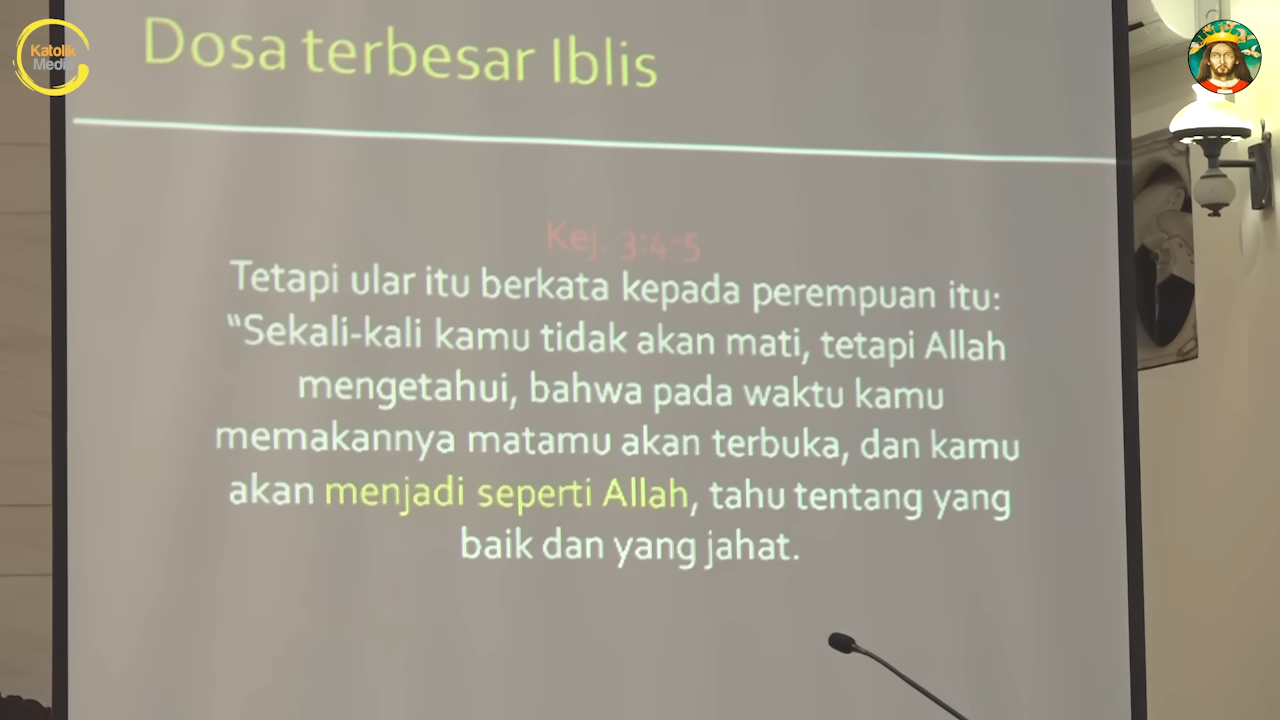 Katolik
Media
Dosa terbesar Iblis
Kej. 3:4-5
Tetapi ular itu berkata kepada perempuan itu:
"Sekali-kali kamu tidak akan mati, tetapi Allah
mengetahui, bahwa pada waktu kamu
memakannya matamu akan terbuka, dan kamu
akan menjadi seperti Allah, tahu tentang yang
baik dan yang jahat.